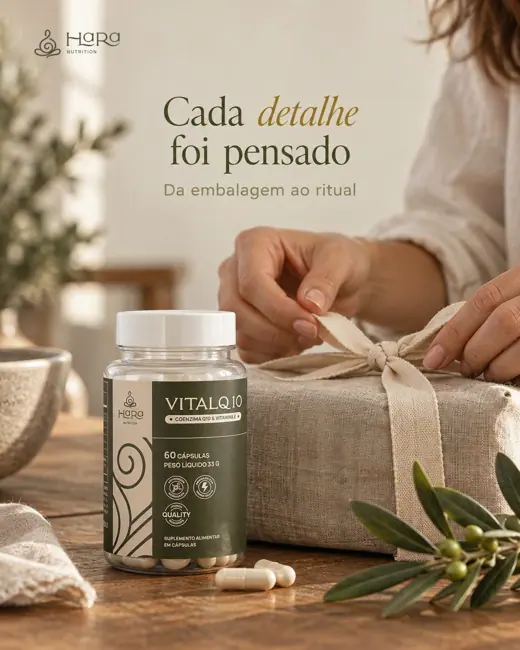 HaRa
NUTRITION
Cada detalhe
foi pensado
Da embalagem ao ritual
HaRa
NUTRITION
VITALQ10
COENZIMA Q10 & VITAMINA E
60 CÁPSULAS
PESO LÍQUIDO 33 G
QUALITY
SUPLEMENTO ALIMENTAR
EM CÁPSULAS